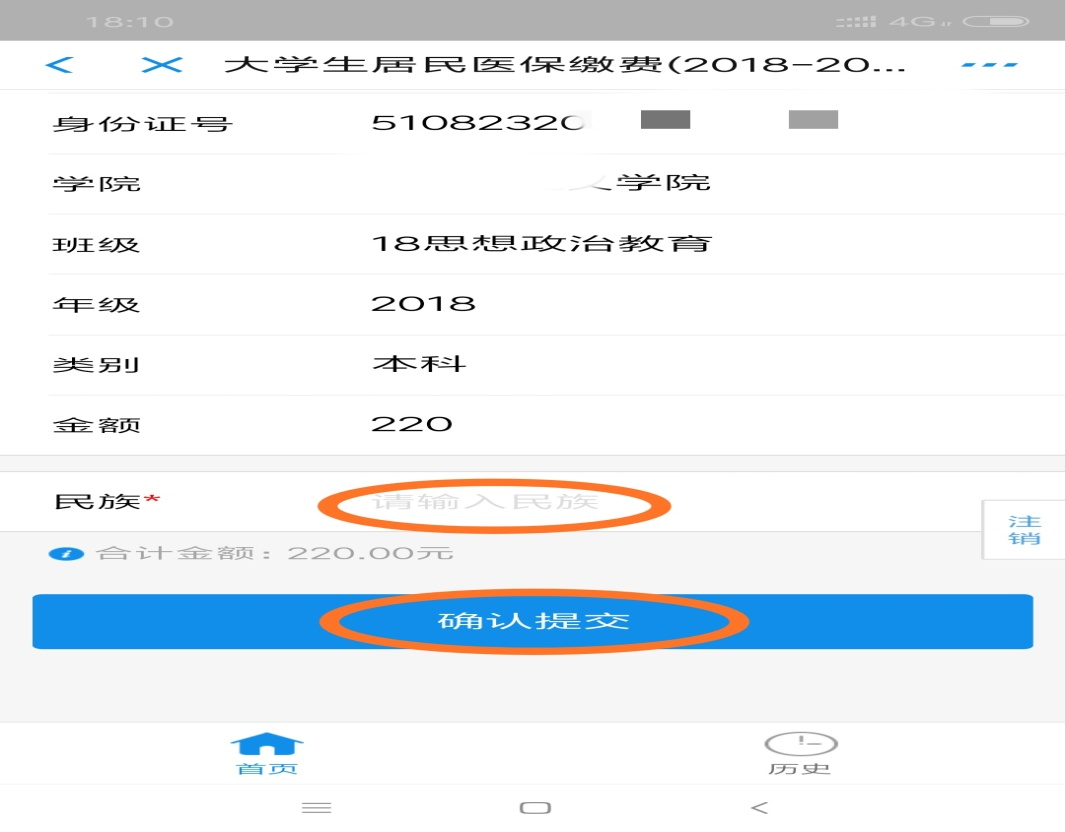 18:10 4G
大学生居民医保缴费(2018-20...
身份证号 51082320
学院 学院
班级 18思想政治教育
年级 2018
类别 本科
金额 220
民族* 请输入民族
注销
合计金额: 220.00元
确认提交
首页 历史